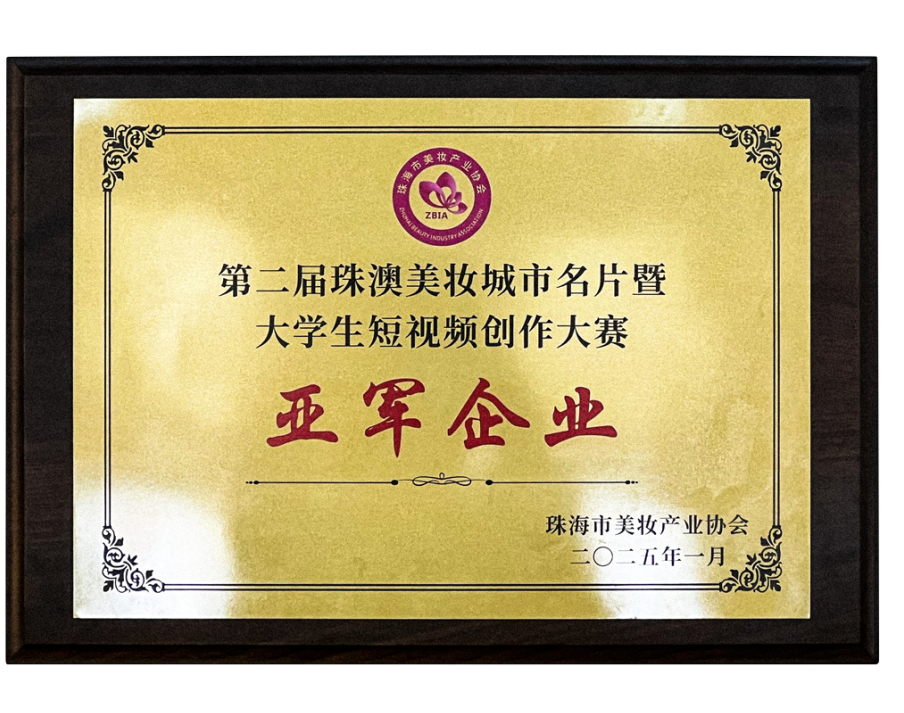 珠海市美妆产业协会
ZBIA
ZHUHAI BEAUTY INDUSTRY ASSOCIATION
第二届珠澳美妆城市名片暨
大学生短视频创作大赛
亚军企业
珠海市美妆产业协会
二〇二五年一月